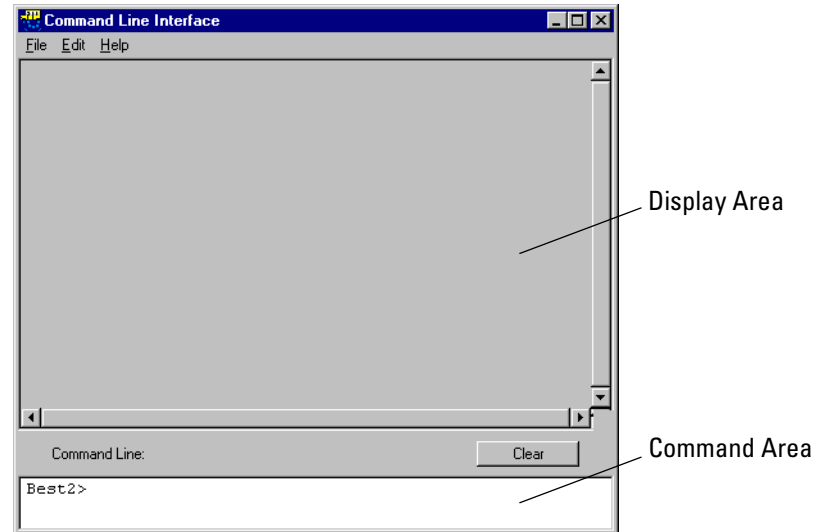 Command Line Interface
File Edit Help
Display Area
Command Line:
Clear
Command Area
Best2>